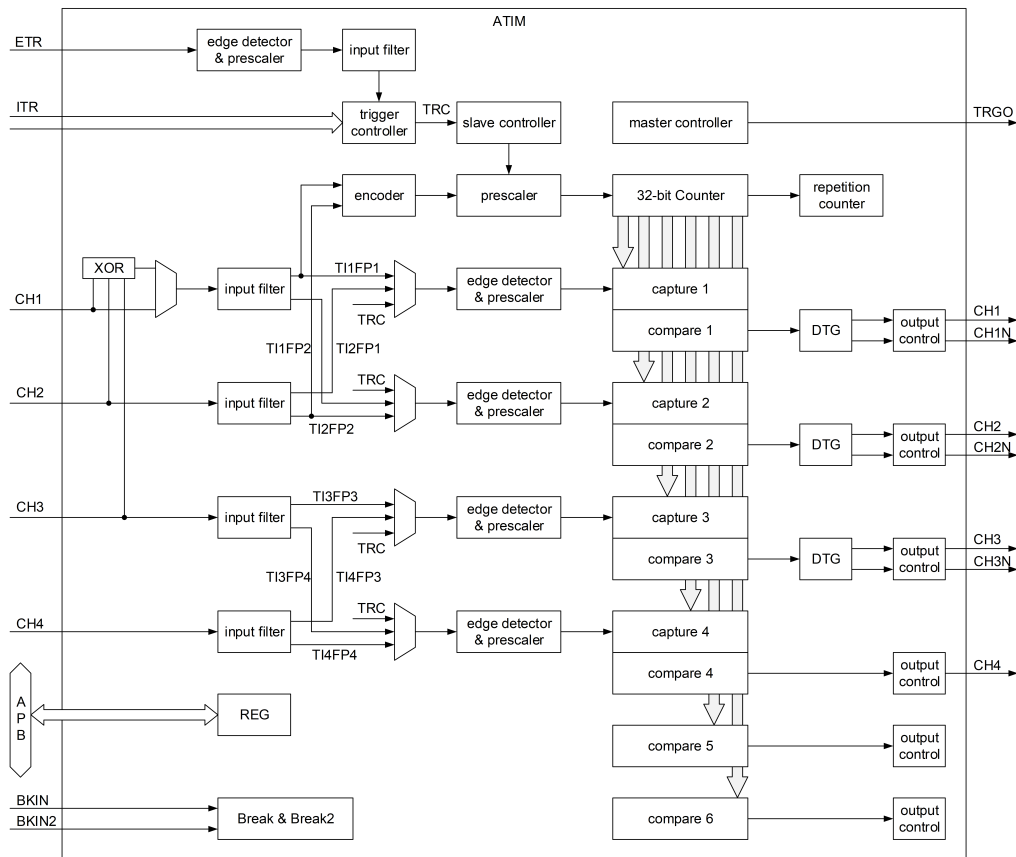 ATIM
ETR
edge detector
& prescaler
input filter
ITR
trigger
controller
TRC
slave controller
master controller
TRGO
encoder
prescaler
32-bit Counter
repetition
counter
XOR
CH1
input filter
TI1FP1
TRC
edge detector
& prescaler
capture 1
compare 1
DTG
output
control
CH1
CH1N
TI1FP2
TI2FP1
CH2
input filter
TRC
TI2FP2
edge detector
& prescaler
capture 2
compare 2
DTG
output
control
CH2
CH2N
CH3
input filter
TI3FP3
TRC
edge detector
& prescaler
capture 3
compare 3
DTG
output
control
CH3
CH3N
TI3FP4
TI4FP3
CH4
input filter
TRC
TI4FP4
edge detector
& prescaler
capture 4
compare 4
output
control
CH4
A
P
B
REG
compare 5
output
control
BKIN
BKIN2
Break & Break2
compare 6
output
control